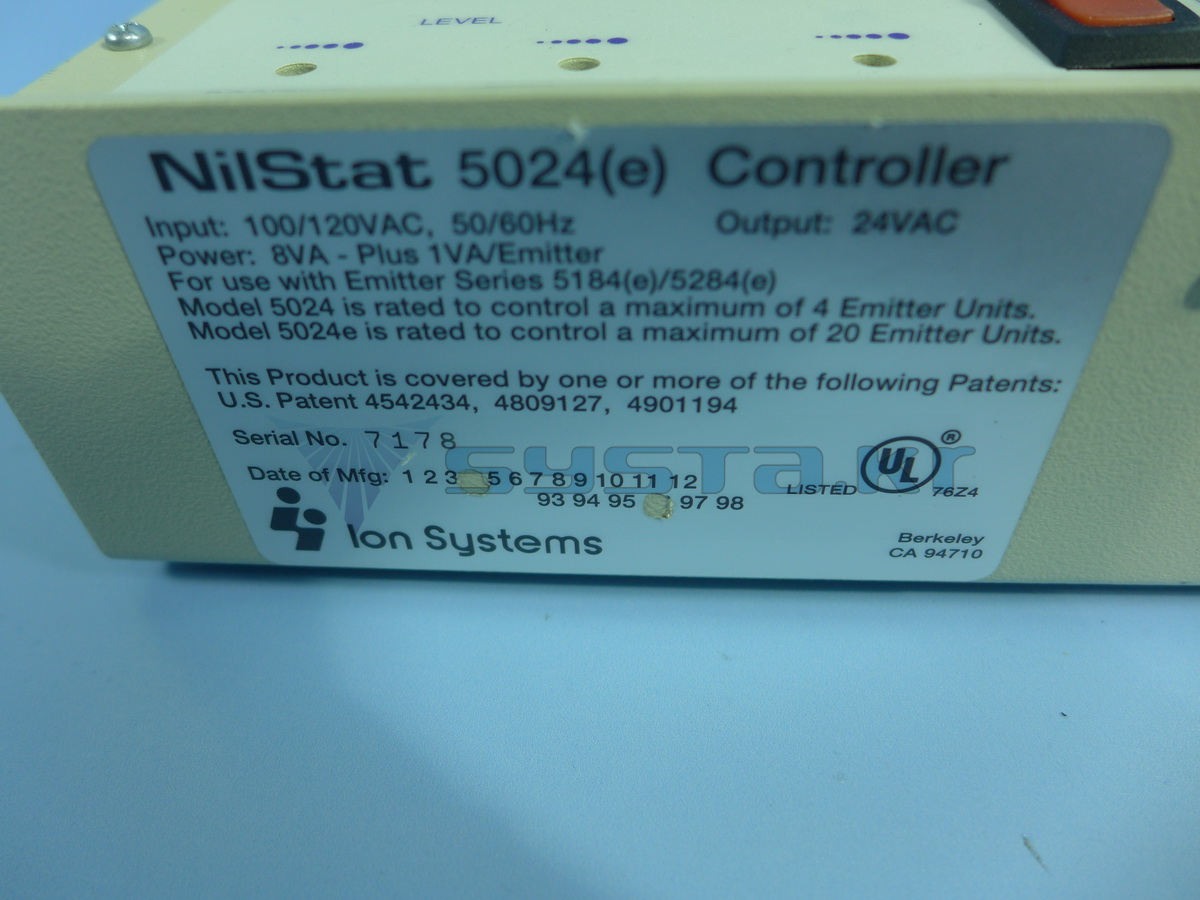 LEVEL
NilStat 5024(e) Controller
Input: 100/120VAC, 50/60Hz Output: 24VAC
Power: 8VA - Plus 1VA/Emitter
For use with Emitter Series 5184(e)/5284(e)
Model 5024 is rated to control a maximum of 4 Emitter Units.
Model 5024e is rated to control a maximum of 20 Emitter Units.
This Product is covered by one or more of the following Patents:
U.S. Patent 4542434, 4809127, 4901194
Serial No. 7178
systa.kr
Date of Mfg: 1 2 3 5 6 7 8 9 10 11 12
93 94 95 97 98
LISTED UL ® 76Z4
Ion Systems
Berkeley
CA 94710